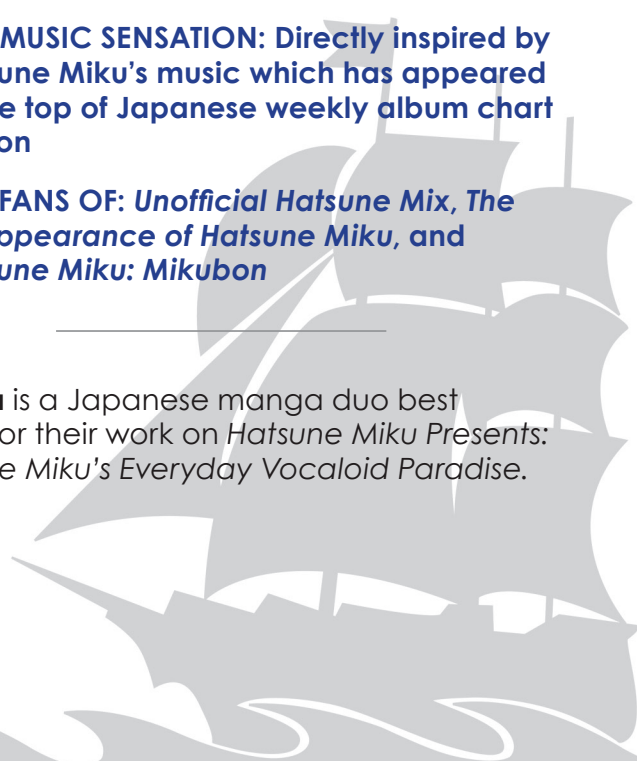 MUSIC SENSATION: Directly inspired by
une Miku’s music which has appeared
e top of Japanese weekly album chart
on
FANS OF: Unofficial Hatsune Mix, The
ppearance of Hatsune Miku, and
une Miku: Mikubon
is a Japanese manga duo best
or their work on Hatsune Miku Presents:
e Miku’s Everyday Vocaloid Paradise.